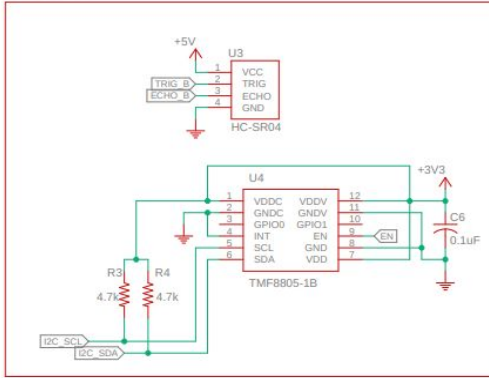 +5V
U3
1 VCC
TRIG_B 2 TRIG
ECHO_B 3 ECHO
4 GND
HC-SR04
U4
+3V3
1 VDDC VDDV 12
2 GNDC GNDV 11
3 GPIO0 GPIO1 10
4 INT EN 9 EN
5 SCL GND 8
6 SDA VDD 7
C6
0.1uF
TMF8805-1B
R3 R4
4.7k 4.7k
I2C_SCL
I2C_SDA